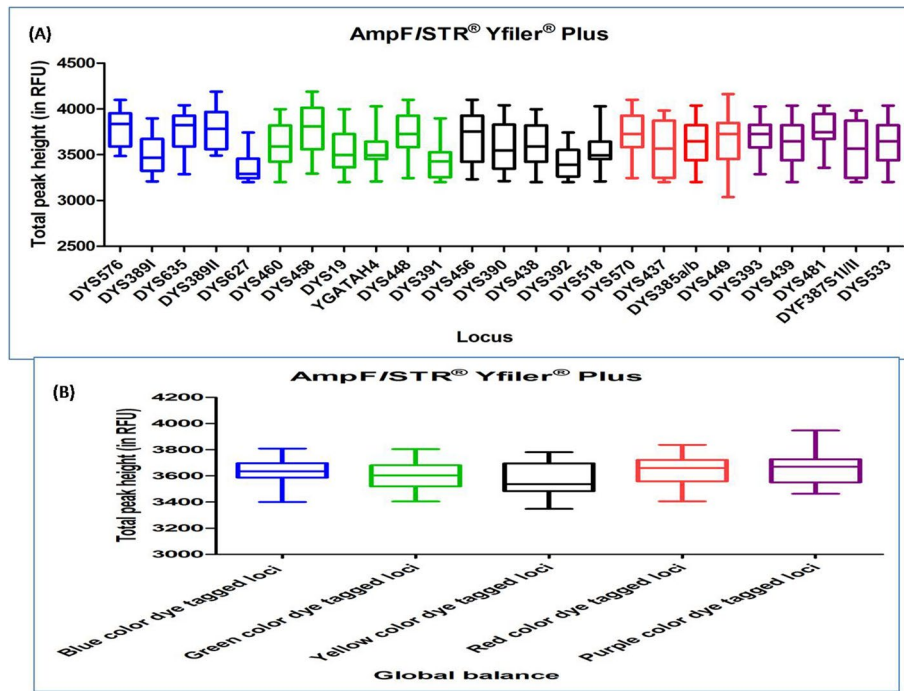 (A)
AmpF/STR® Yfiler® Plus
Total peak height (in RFU)
4500
4000
3500
3000
2500
DYS576
DYS389I
DYS635
DYS389II
DYS627
DYS460
DYS458
DYS19
YGATAH4
DYS448
DYS391
DYS456
DYS390
DYS438
DYS392
DYS518
DYS570
DYS437
DYS385a/b
DYS449
DYS393
DYS439
DYS481
DYF387S1I/II
DYS533
Locus
(B)
AmpF/STR® Yfiler® Plus
Total peak height (in RFU)
4200
4000
3800
3600
3400
3200
3000
Blue color dye tagged loci
Green color dye tagged loci
Yellow color dye tagged loci
Red color dye tagged loci
Purple color dye tagged loci
Global balance